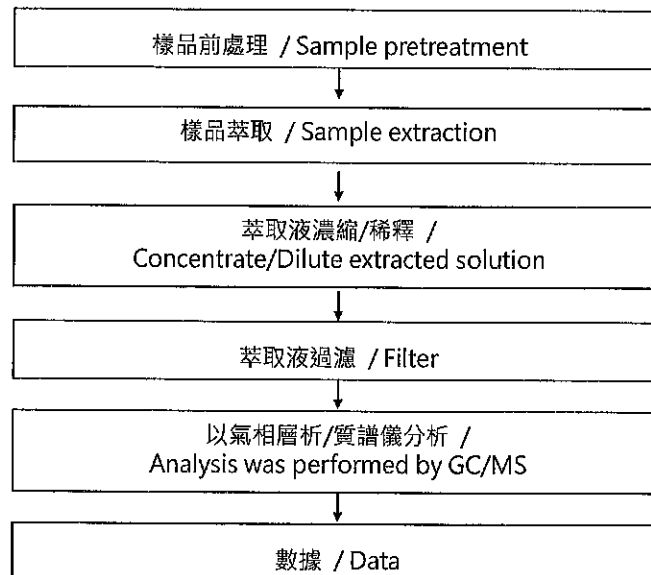 樣品前處理 / Sample pretreatment
樣品萃取 / Sample extraction
萃取液濃縮/稀釋 /
Concentrate/Dilute extracted solution
萃取液過濾 / Filter
以氣相層析/質譜儀分析 /
Analysis was performed by GC/MS
數據 / Data